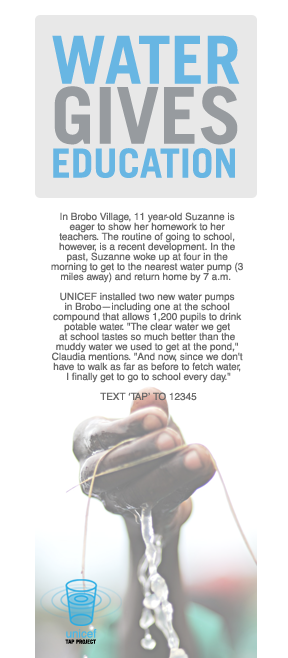 WATER
GIVES
EDUCATION
In Brobo Village, 11 year-old Suzanne is
eager to show her homework to her
teachers. The routine of going to school,
however, is a recent development. In the
past, Suzanne woke up at four in the
morning to get to the nearest water pump (3
miles away) and return home by 7 a.m.
UNICEF installed two new water pumps
in Brobo—including one at the school
compound that allows 1,200 pupils to drink
potable water. "The clear water we get
at school tastes so much better than the
muddy water we used to get at the pond,"
Claudia mentions. "And now, since we don't
have to walk as far as before to fetch water,
I finally get to go to school every day."
TEXT 'TAP' TO 12345
unicef
TAP PROJECT